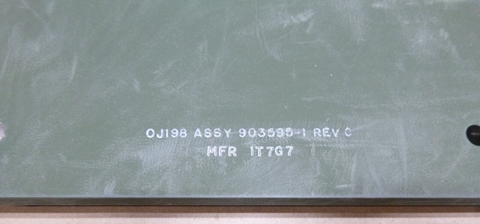 OJ198 ASSY 903595-1 REV C
MFR 1T7G7